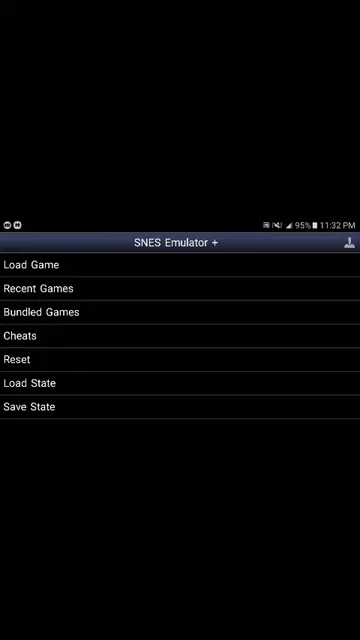 95% 11:32 PM
SNES Emulator +
Load Game
Recent Games
Bundled Games
Cheats
Reset
Load State
Save State